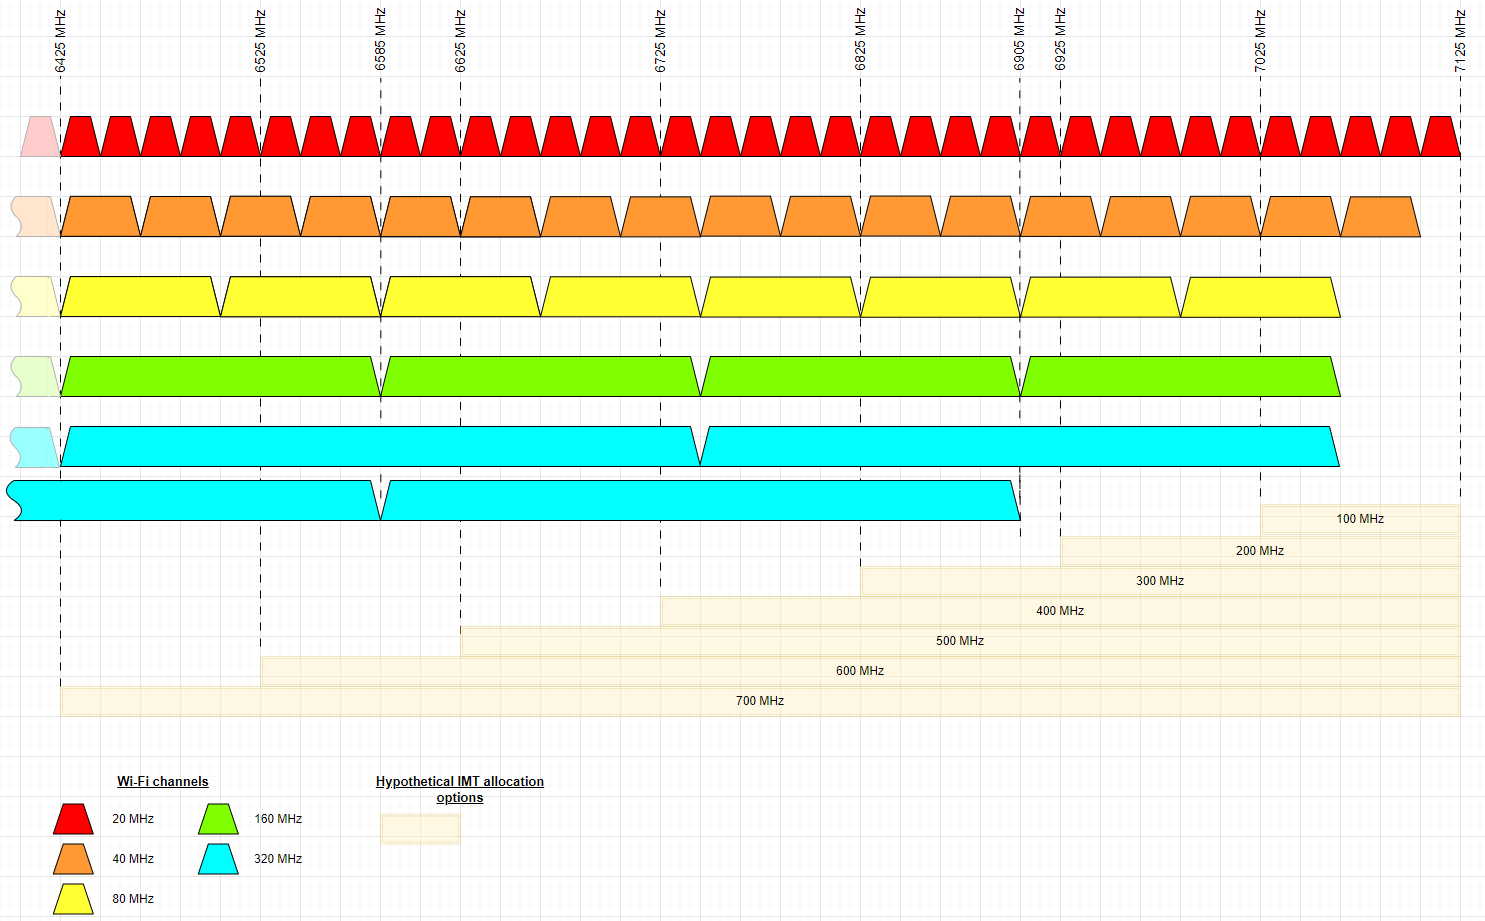 6425 MHz
6525 MHz
6585 MHz
6625 MHz
6725 MHz
6825 MHz
6905 MHz
6925 MHz
7025 MHz
7125 MHz
100 MHz
200 MHz
300 MHz
400 MHz
500 MHz
600 MHz
700 MHz
Wi-Fi channels
20 MHz
160 MHz
40 MHz
320 MHz
80 MHz
Hypothetical IMT allocation
options